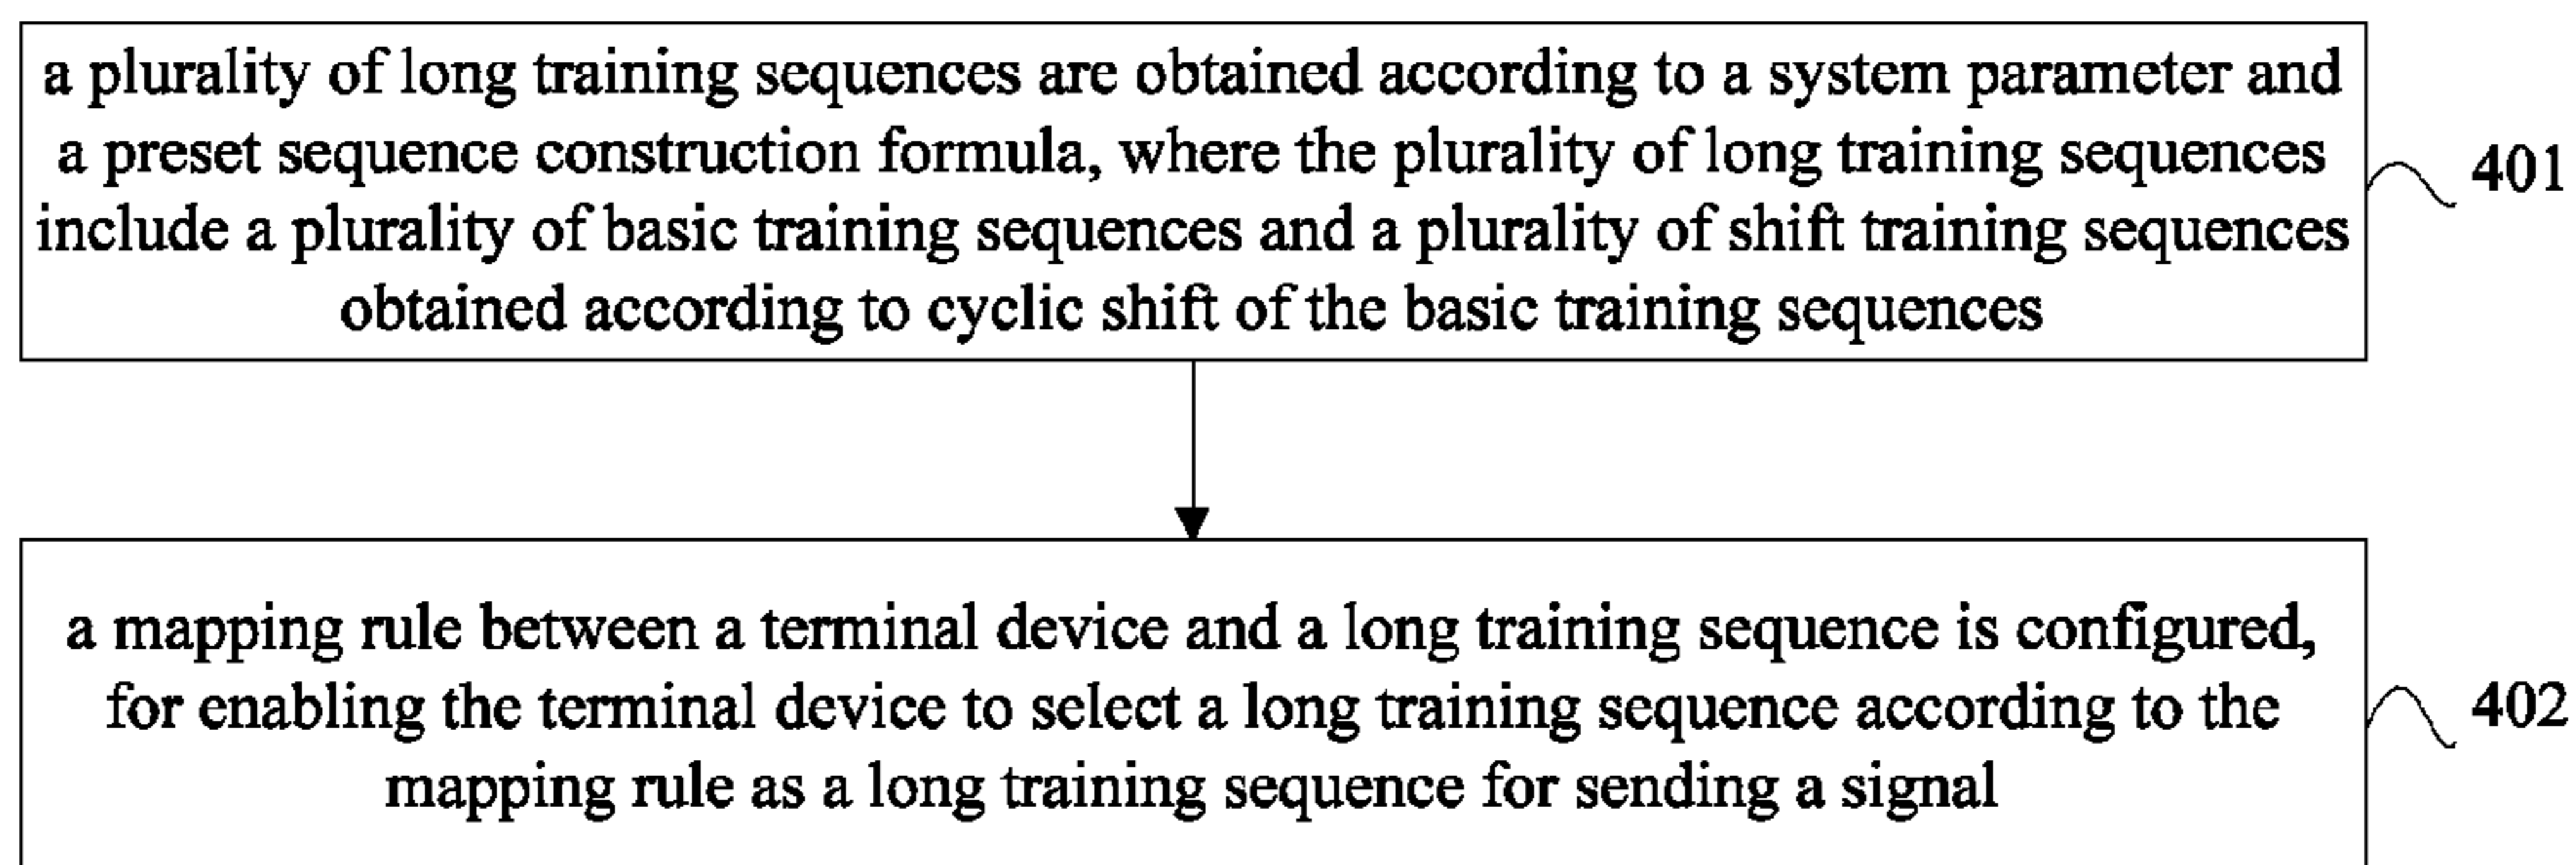 a plurality of long training sequences are obtained according to a system parameter and
a preset sequence construction formula, where the plurality of long training sequences
include a plurality of basic training sequences and a plurality of shift training sequences
obtained according to cyclic shift of the basic training sequences
401
a mapping rule between a terminal device and a long training sequence is configured,
for enabling the terminal device to select a long training sequence according to the
mapping rule as a long training sequence for sending a signal
402